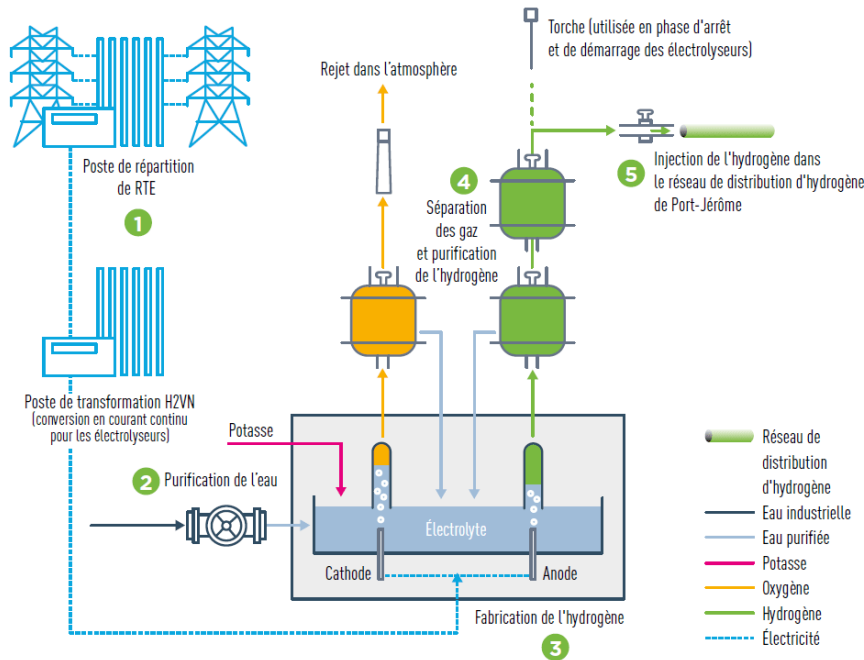 Torche (utilisée en phase d'arrêt
et de démarrage des électrolyseurs)
Rejet dans l'atmosphère
Poste de répartition
de RTE
1
4
Séparation
des gaz
et purification
de l'hydrogène
5
Injection de l'hydrogène dans
le réseau de distribution d'hydrogène
de Port-Jérôme
Poste de transformation H2VN
(conversion en courant continu
pour les électrolyseurs)
Potasse
2
Purification de l'eau
Électrolyte
Cathode
Anode
Fabrication de l'hydrogène
3
Réseau de
distribution
d'hydrogène
Eau industrielle
Eau purifiée
Potasse
Oxygène
Hydrogène
Électricité